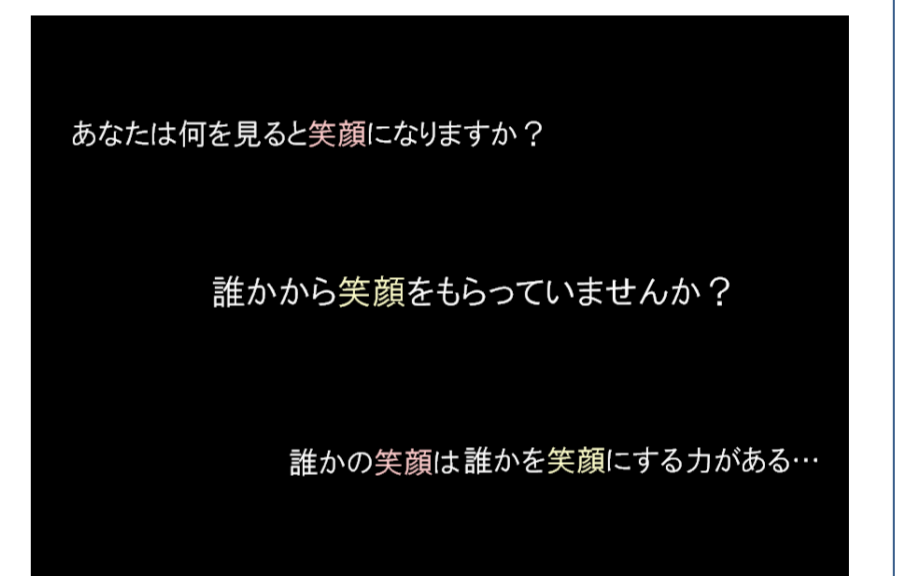 あなたは何を見ると笑顔になりますか？
誰かから笑顔をもらっていませんか？
誰かの笑顔は誰かを笑顔にする力がある…